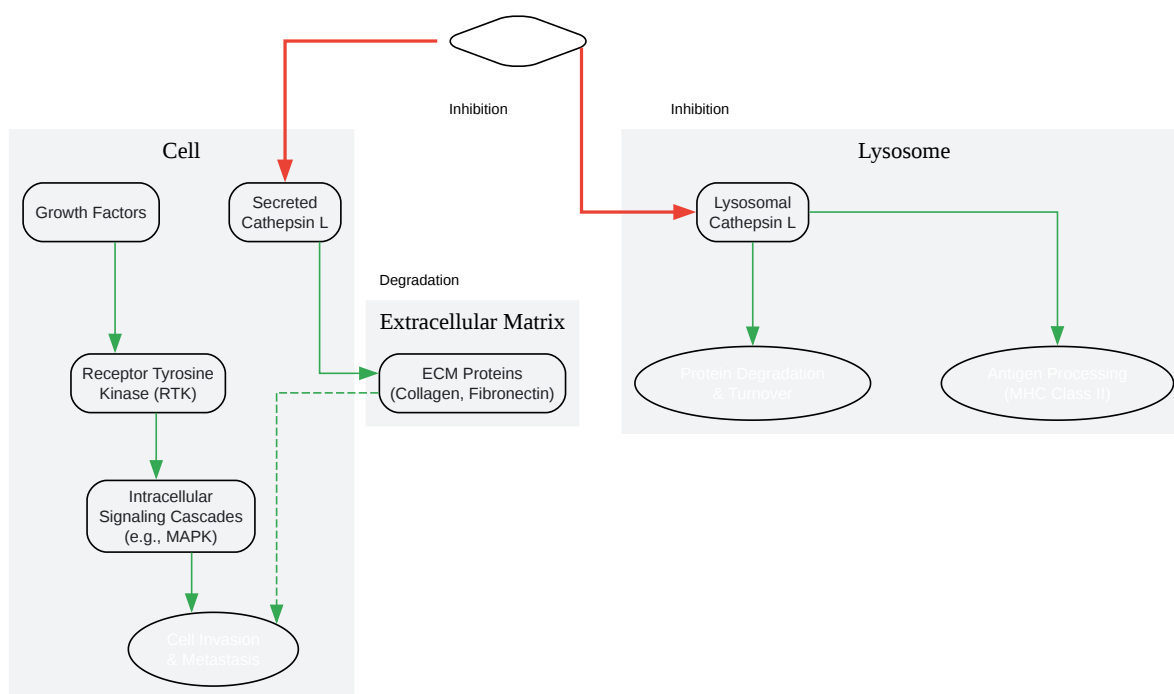 Inhibition
Inhibition
Cell
Growth Factors
Secreted
Cathepsin L
Receptor Tyrosine
Kinase (RTK)
Intracellular
Signaling Cascades
(e.g., MAPK)
Cell Invasion
& Metastasis
Degradation
Extracellular Matrix
ECM Proteins
(Collagen, Fibronectin)
Lysosome
Lysosomal
Cathepsin L
Protein Degradation
& Turnover
Antigen Processing
(MHC Class II)